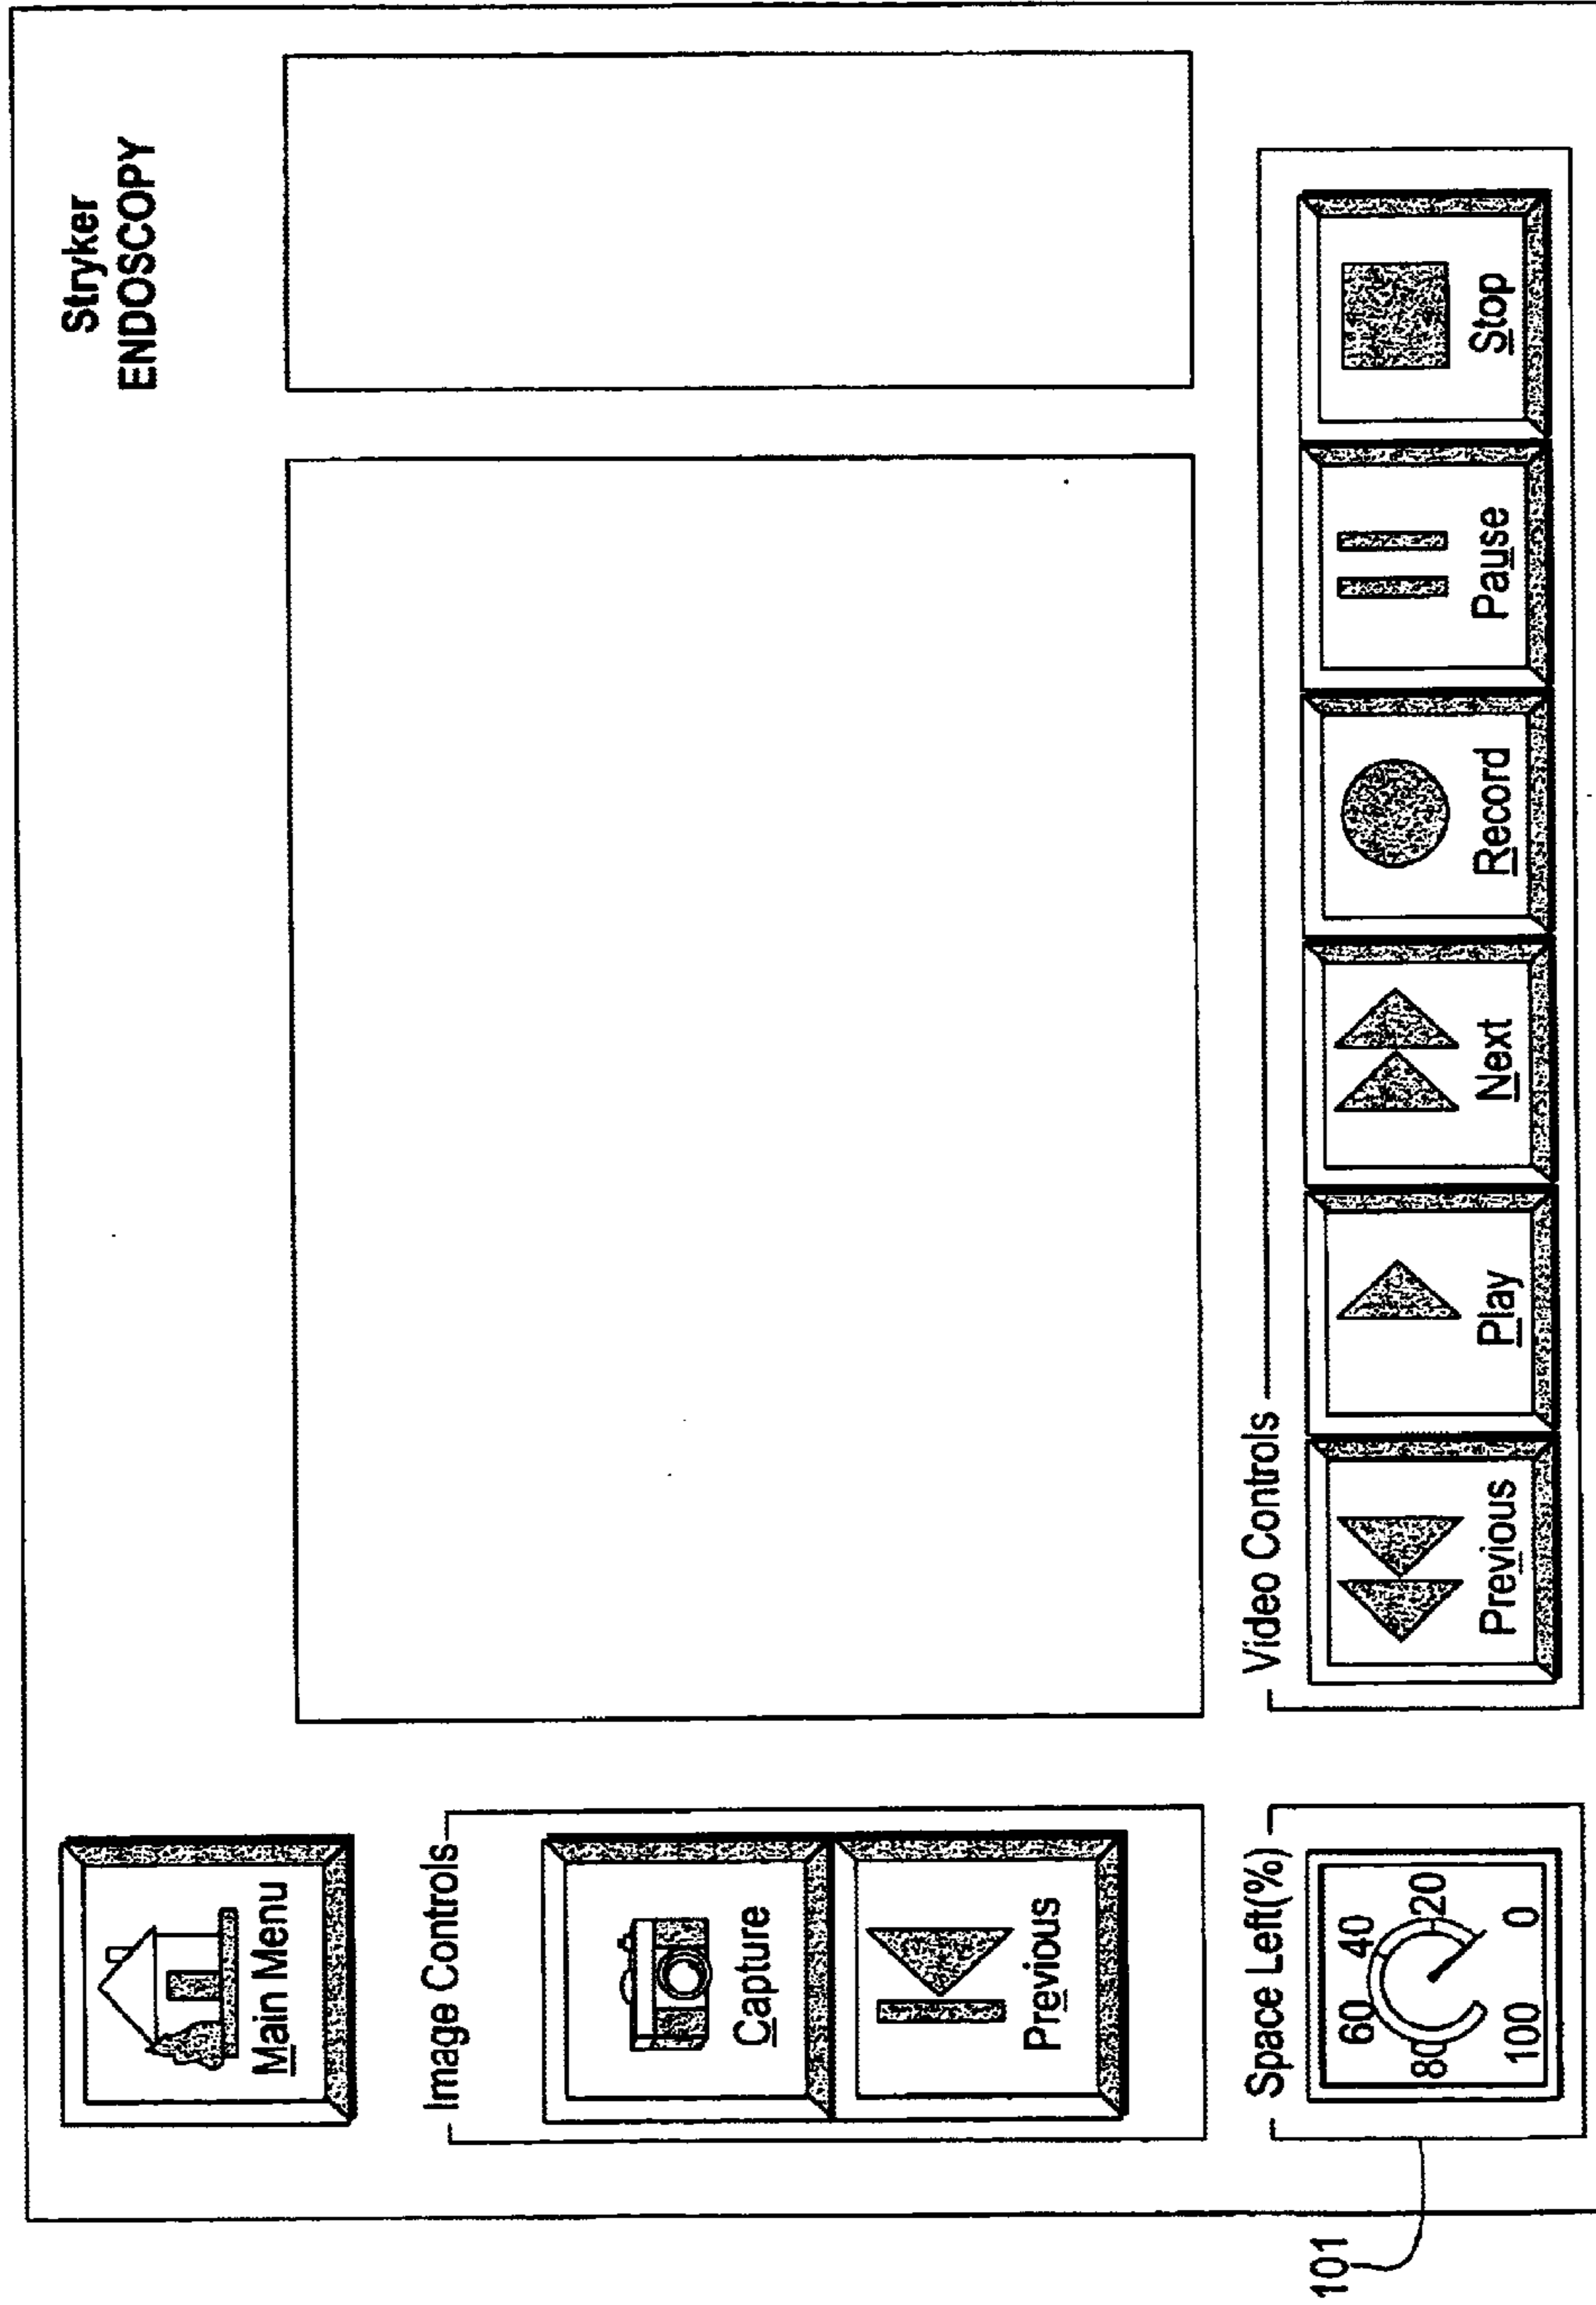 Stryker
ENDOSCOPY
Main Menu
Image Controls
Capture
Previous
Space Left(%)
60 40
80 20
100 0
Video Controls
Previous
Play
Next
Record
Pause
Stop
101